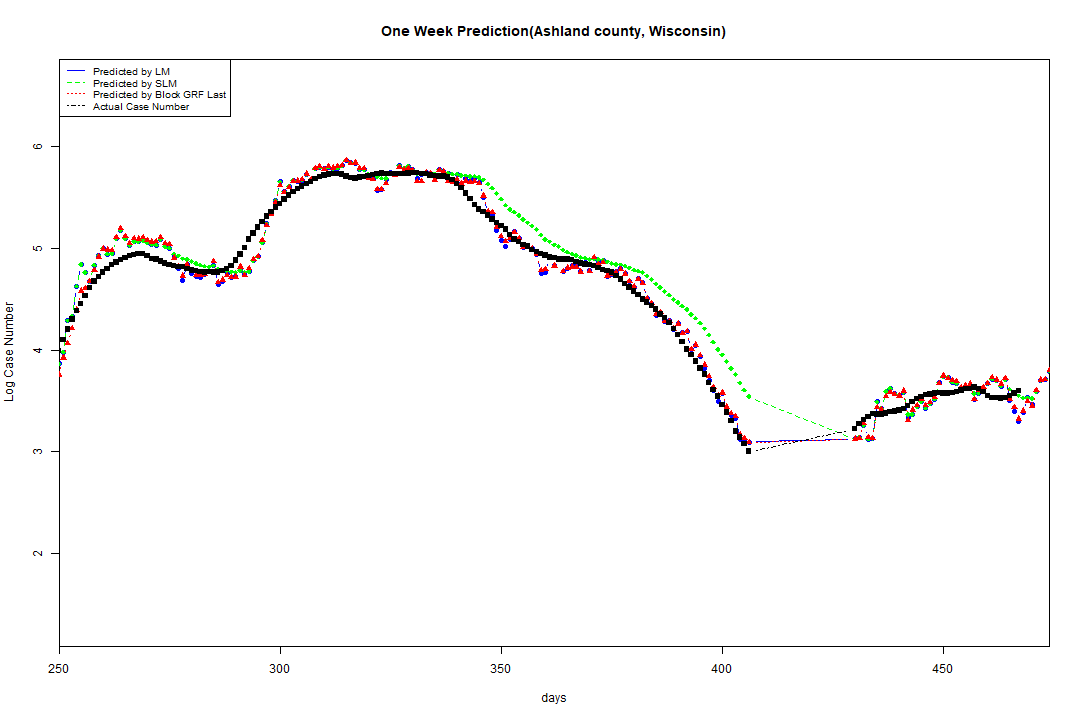 One Week Prediction(Ashland county, Wisconsin)
Predicted by LM
Predicted by SLM
Predicted by Block GRF Last
Actual Case Number
Log Case Number
6
5
4
3
2
250 300 350 400 450
days